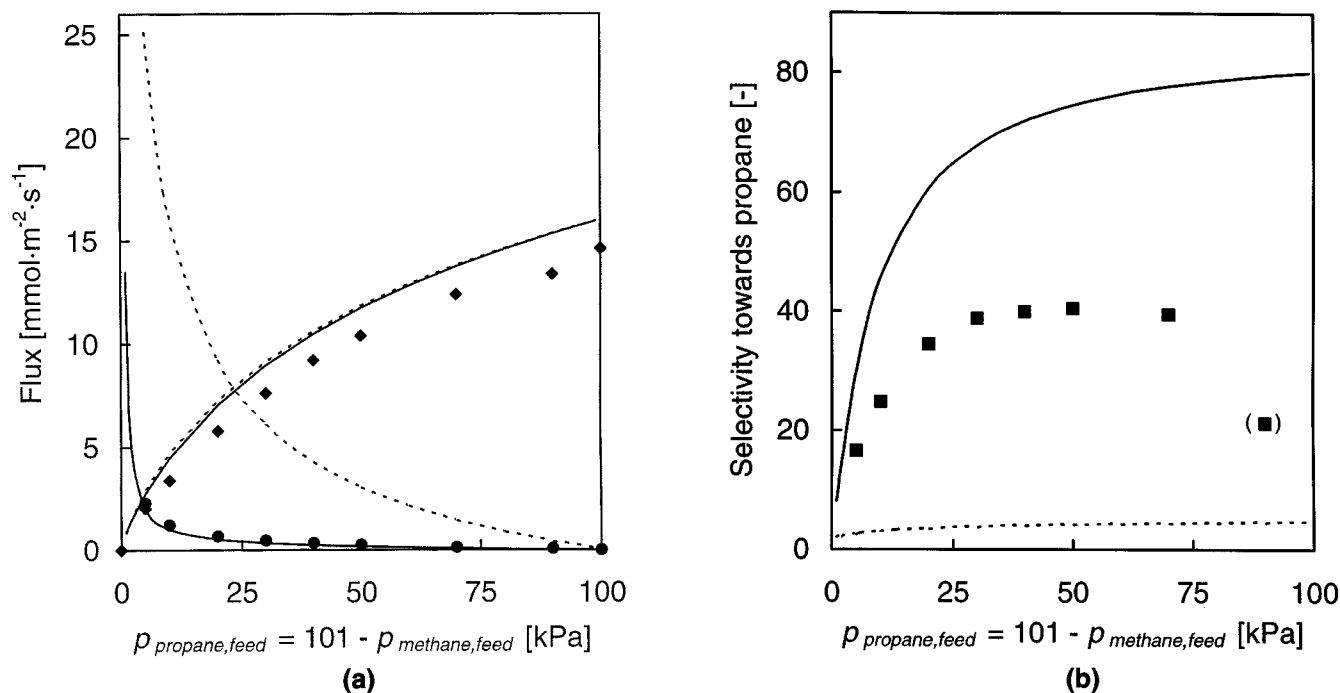 25
20
15
10
5
0
Flux [mmol·m⁻²·s⁻¹]
0 25 50 75 100
p propane,feed = 101 - p methane,feed [kPa]
(a)
80
60
40
20
0
Selectivity towards propane [-]
( )
0 25 50 75 100
p propane,feed = 101 - p methane,feed [kPa]
(b)